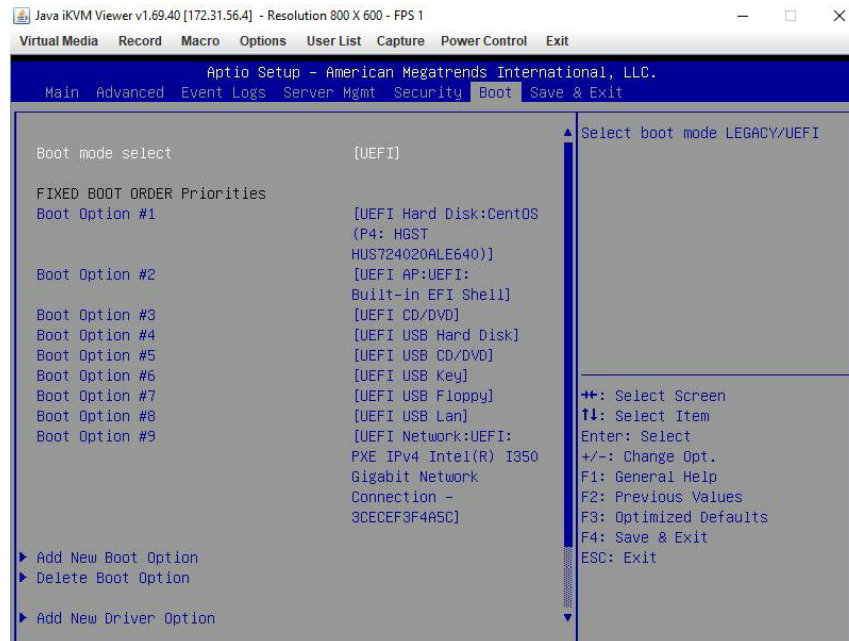 Java iKVM Viewer v1.69.40 [172.31.56.4] - Resolution 800 X 600 - FPS 1
Virtual Media Record Macro Options User List Capture Power Control Exit
Aptio Setup - American Megatrends International, LLC.
Main Advanced Event Logs Server Mgmt Security Boot Save & Exit
Select boot mode LEGACY/UEFI
Boot mode select [UEFI]
FIXED BOOT ORDER Priorities
Boot Option #1 [UEFI Hard Disk:CentOS
(P4: HGST
HUS724020ALE640)]
Boot Option #2 [UEFI AP:UEFI:
Built-in EFI Shell]
Boot Option #3 [UEFI CD/DVD]
Boot Option #4 [UEFI USB Hard Disk]
Boot Option #5 [UEFI USB CD/DVD]
Boot Option #6 [UEFI USB Key]
Boot Option #7 [UEFI USB Floppy]
Boot Option #8 [UEFI USB Lan]
Boot Option #9 [UEFI Network:UEFI:
PXE IPv4 Intel(R) I350
Gigabit Network
Connection -
3CECEF3F4A5C]
Add New Boot Option
Delete Boot Option
Add New Driver Option
→←: Select Screen
↑↓: Select Item
Enter: Select
+/-: Change Opt.
F1: General Help
F2: Previous Values
F3: Optimized Defaults
F4: Save & Exit
ESC: Exit